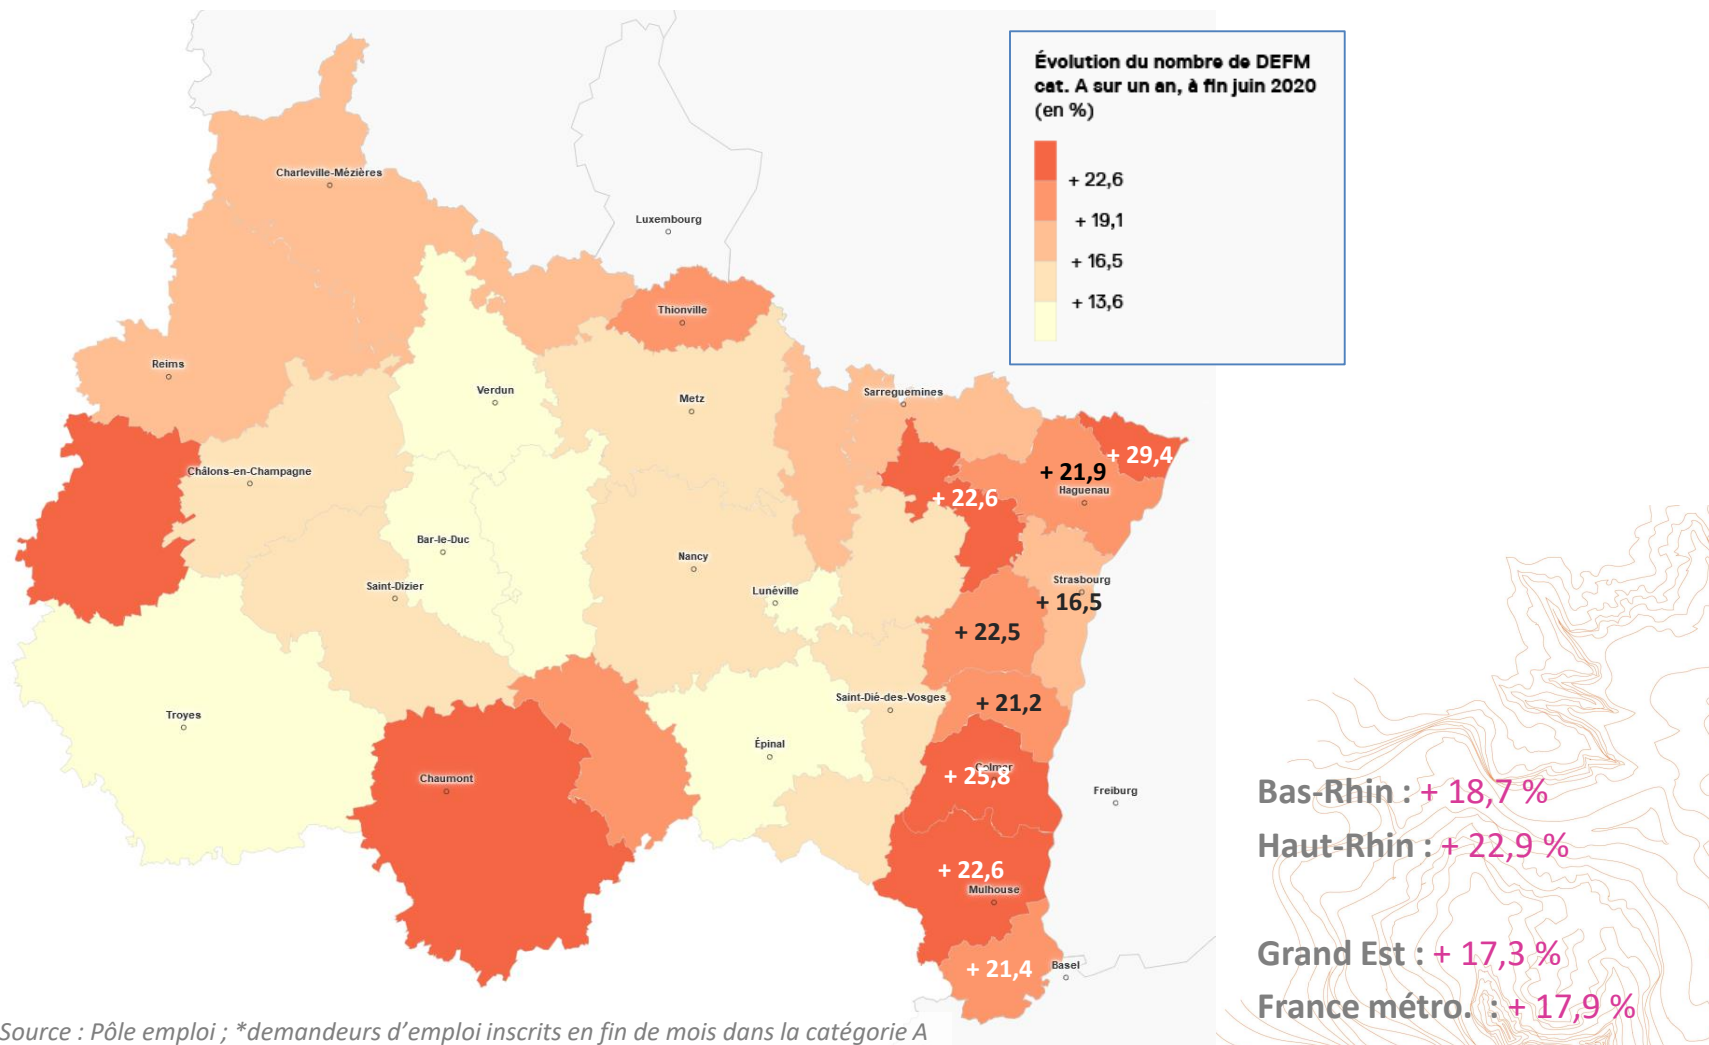 Évolution du nombre de DEFM
cat. A sur un an, à fin juin 2020
(en %)
+ 22,6
+ 19,1
+ 16,5
+ 13,6
Charleville-Mézières
Luxembourg
Thionville
Reims
Verdun
Metz
Sarreguemines
Châlons-en-Champagne
+ 29,4
+ 21,9
Haguenau
+ 22,6
Bar-le-Duc
Nancy
Saint-Dizier
Lunéville
Strasbourg
+ 16,5
+ 22,5
Saint-Dié-des-Vosges
+ 21,2
Troyes
Épinal
Chaumont
Colmar
+ 25,8
Freiburg
+ 22,6
Mulhouse
+ 21,4
Basel
Bas-Rhin : + 18,7 %
Haut-Rhin : + 22,9 %
Grand Est : + 17,3 %
France métro. : + 17,9 %
Source : Pôle emploi ; *demandeurs d’emploi inscrits en fin de mois dans la catégorie A